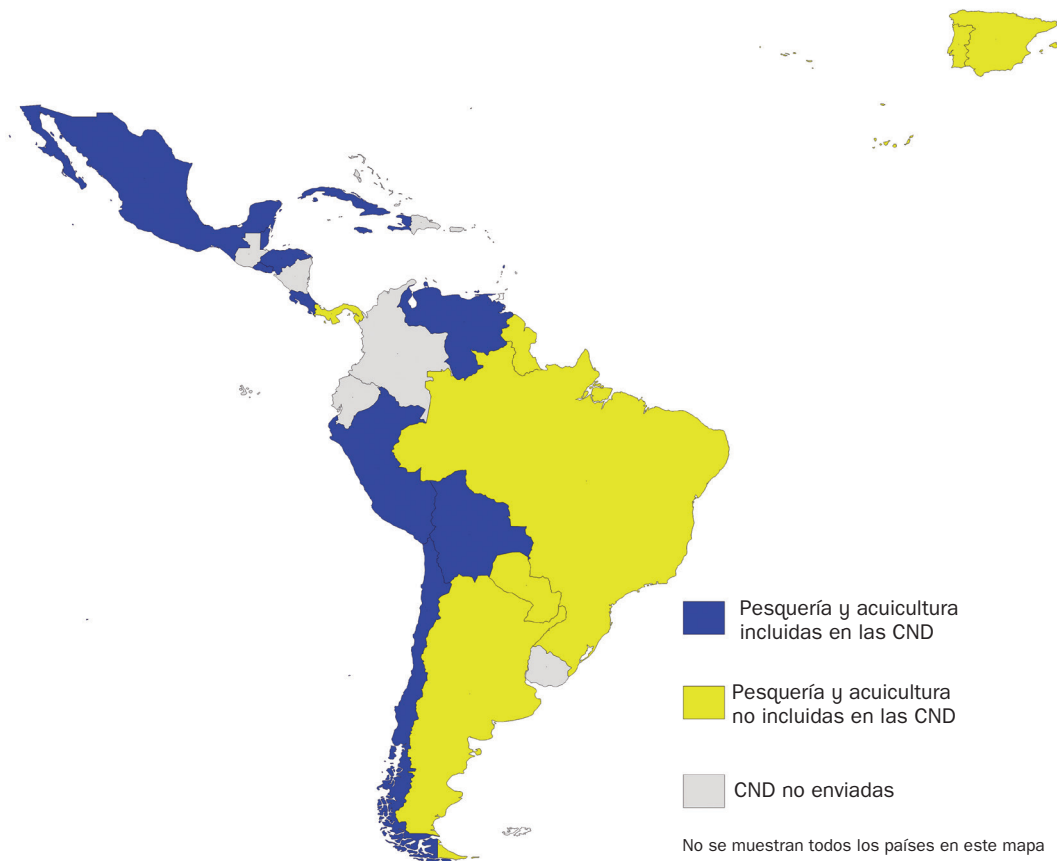 Pesquería y acuicultura
incluidas en las CND
Pesquería y acuicultura
no incluidas en las CND
CND no enviadas
No se muestran todos los países en este mapa